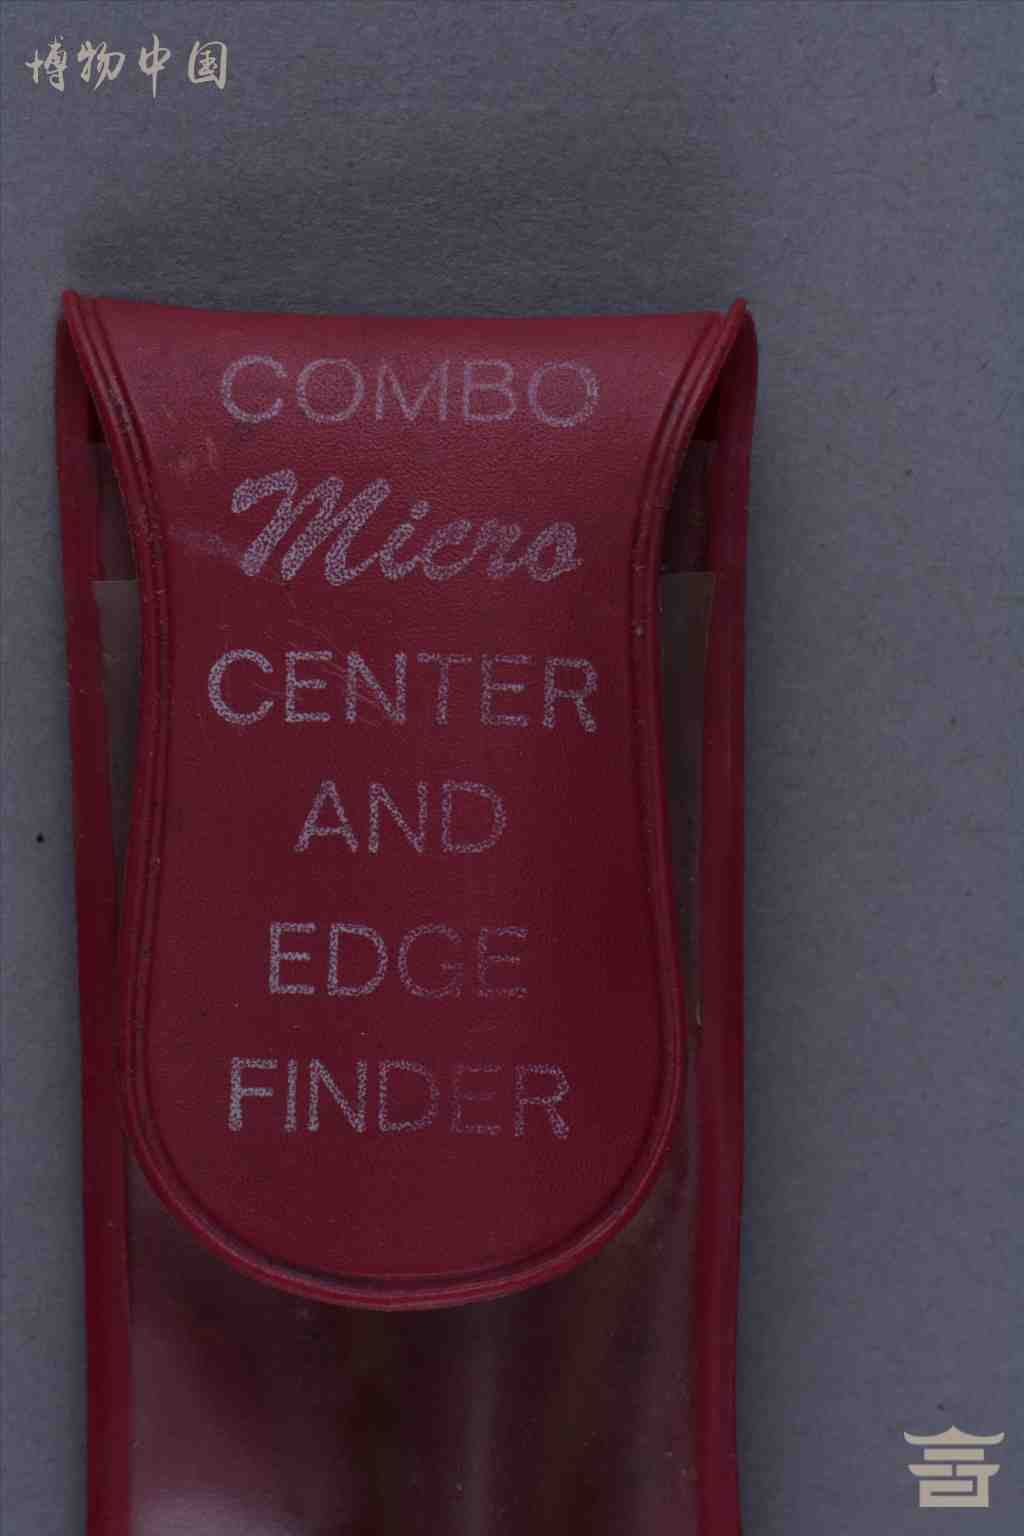 博物中国
COMBO
Micro
CENTER
AND
EDGE
FINDER